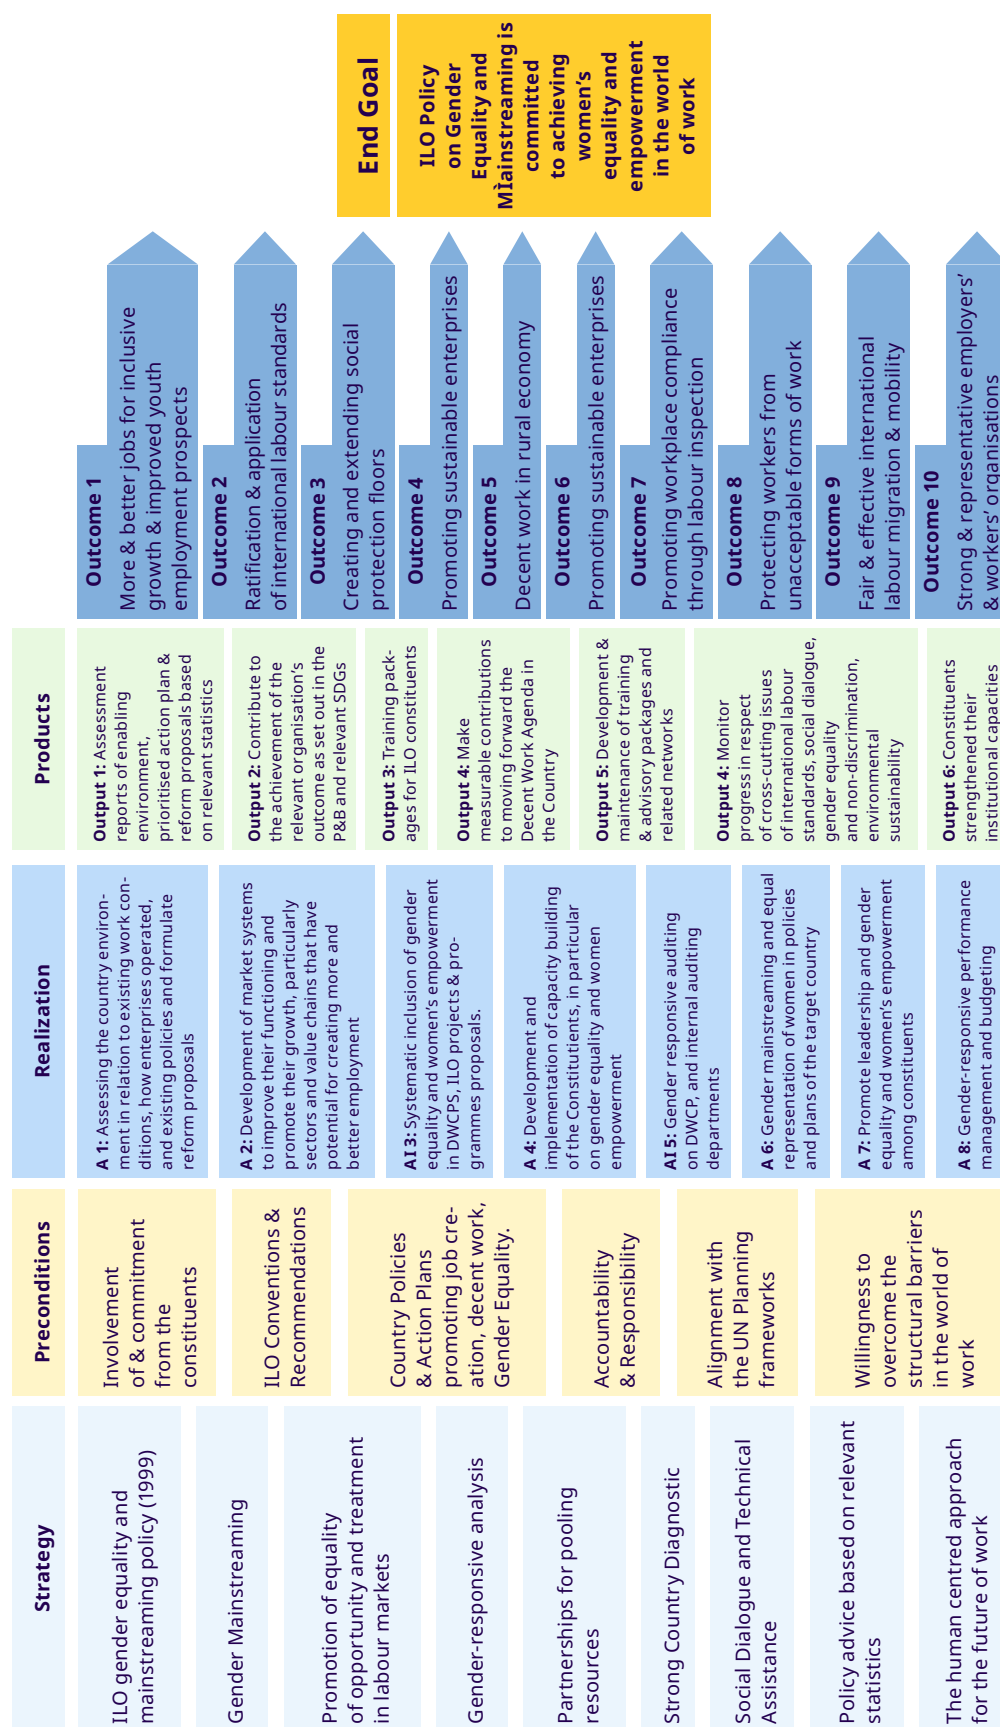 Strategy
ILO gender equality and
mainstreaming policy (1999)
Gender Mainstreaming
Promotion of equality
of opportunity and treatment
in labour markets
Gender-responsive analysis
Partnerships for pooling
resources
Strong Country Diagnostic
Social Dialogue and Technical
Assistance
Policy advice based on relevant
statistics
The human centred approach
for the future of work
Preconditions
Involvement
of & commitment
from the
constituents
ILO Conventions &
Recommendations
Country Policies
& Action Plans
promoting job cre-
ation, decent work,
Gender Equality.
Accountability
& Responsibility
Alignment with
the UN Planning
frameworks
Willingness to
overcome the
structural barriers
in the world of
work
Realization
A 1: Assessing the country environ-
ment in relation to existing work con-
ditions, how enterprises operated,
and existing policies and formulate
reform proposals
A 2: Development of market systems
to improve their functioning and
promote their growth, particularly
sectors and value chains that have
potential for creating more and
better employment
AI 3: Systematic inclusion of gender
equality and women's empowerment
in DWCPS, ILO projects & pro-
grammes proposals.
A 4: Development and
implementation of capacity building
of the Constitutients, in particular
on gender equality and women
empowerment
AI 5: Gender responsive auditing
on DWCP, and internal auditing
departments
A 6: Gender mainstreaming and equal
representation of women in policies
and plans of the target country
A 7: Promote leadership and gender
equality and women's empowerment
among constituents
A 8: Gender-responsive performance
management and budgeting
Products
Output 1: Assessment
reports of enabling
environment,
prioritised action plan &
reform proposals based
on relevant statistics
Output 2: Contribute to
the achievement of the
relevant organisation's
outcome as set out in the
P&B and relevant SDGs
Output 3: Training pack-
ages for ILO constituents
Output 4: Make
measurable contributions
to moving forward the
Decent Work Agenda in
the Country
Output 5: Development &
maintenance of training
& advisory packages and
related networks
Output 4: Monitor
progress in respect
of cross-cutting issues
of international labour
standards, social dialogue,
gender equality
and non-discrimination,
environmental
sustainability
Output 6: Constituents
strengthened their
institutional capacities
Outcome 1
More & better jobs for inclusive
growth & improved youth
employment prospects
Outcome 2
Ratification & application
of international labour standards
Outcome 3
Creating and extending social
protection floors
Outcome 4
Promoting sustainable enterprises
Outcome 5
Decent work in rural economy
Outcome 6
Promoting sustainable enterprises
Outcome 7
Promoting workplace compliance
through labour inspection
Outcome 8
Protecting workers from
unacceptable forms of work
Outcome 9
Fair & effective international
labour migration & mobility
Outcome 10
Strong & representative employers'
& workers' organisations
End Goal
ILO Policy
on Gender
Equality and
MÌainstreaming is
committed
to achieving
women's
equality and
empowerment
in the world
of work